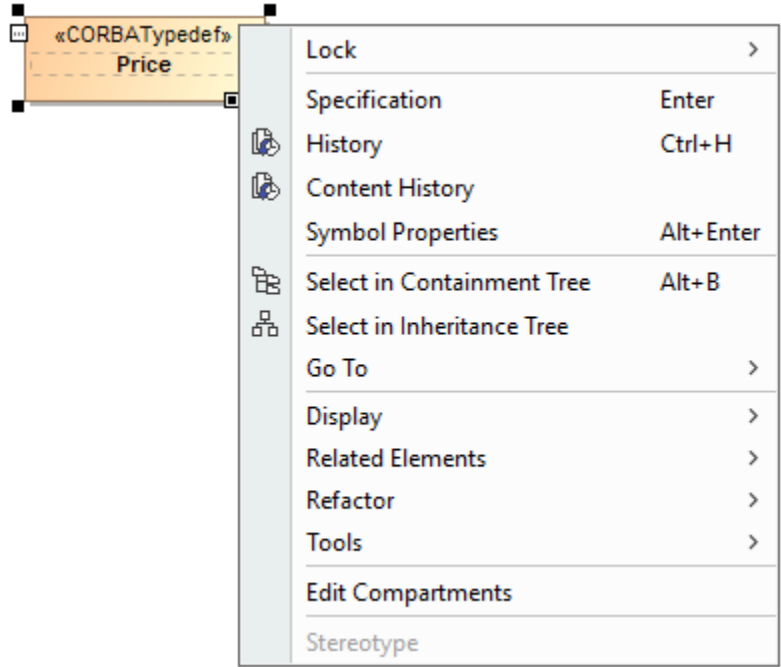 «CORBATypedef»
Price
Lock
Specification Enter
History Ctrl+H
Content History
Symbol Properties Alt+Enter
Select in Containment Tree Alt+B
Select in Inheritance Tree
Go To
Display
Related Elements
Refactor
Tools
Edit Compartments
Stereotype